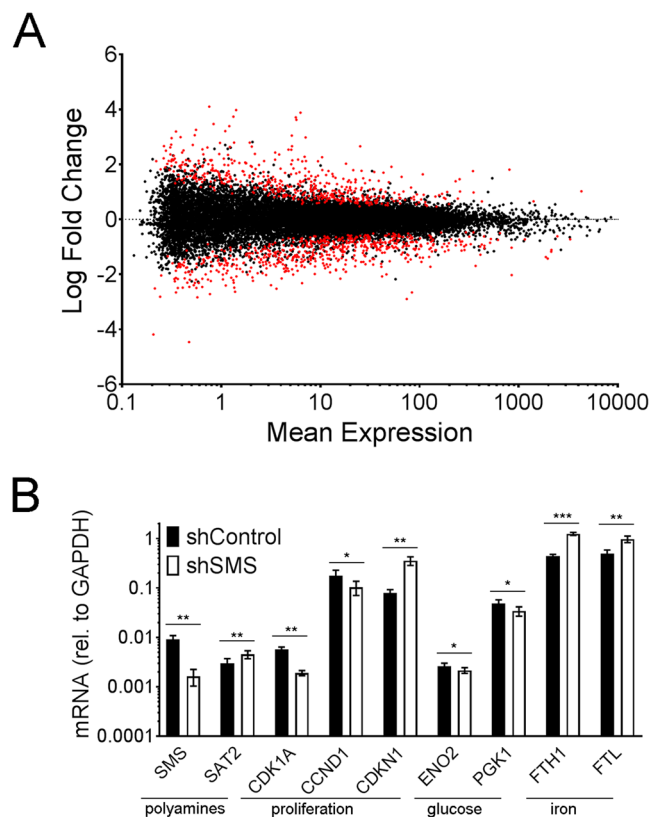 A
6
4
2
0
-2
-4
-6
Log Fold Change
0.1 1 10 100 1000 10000
Mean Expression
B
mRNA (rel. to GAPDH)
1
0.1
0.01
0.001
0.0001
shControl
shSMS
** ** ** * ** * * *** **
SMS SAT2 CDK1A CCND1 CDKN1 ENO2 PGK1 FTH1 FTL
polyamines proliferation glucose iron